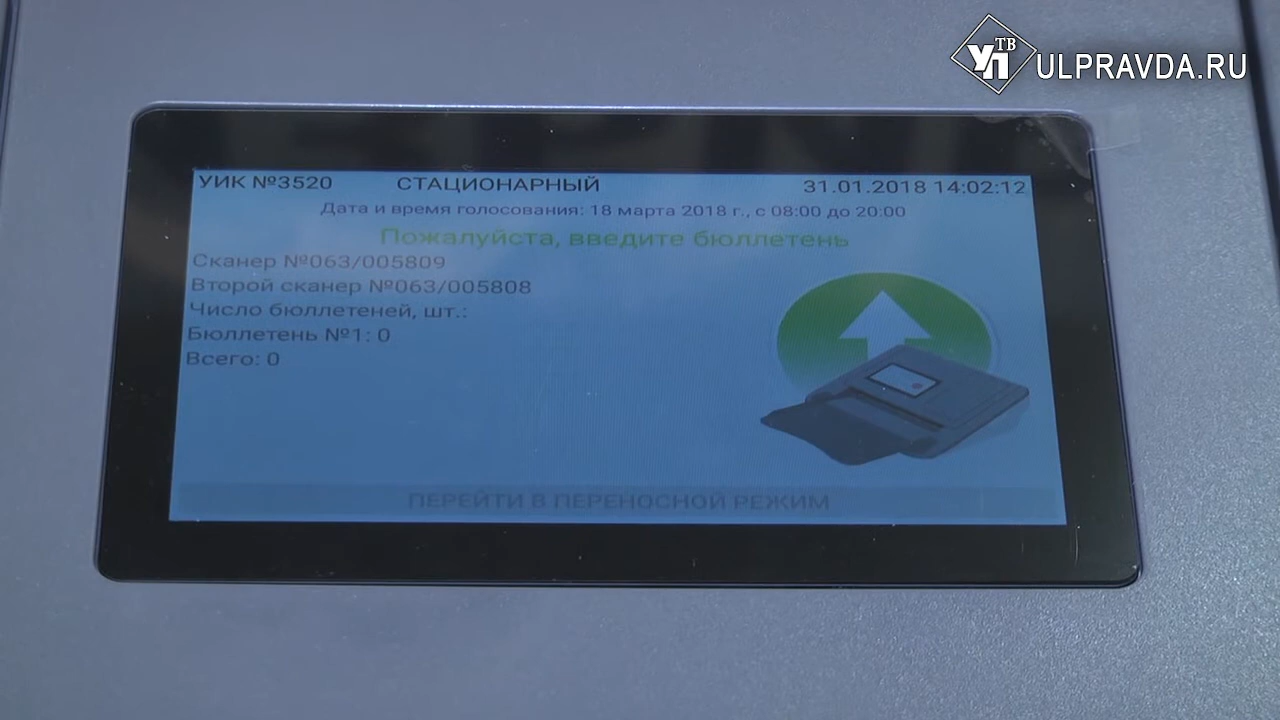 УП ТВ ULPRAVDA.RU
УИК №3520 СТАЦИОНАРНЫЙ 31.01.2018 14:02:12
Дата и время голосования: 18 марта 2018 г., с 08:00 до 20:00
Пожалуйста, введите бюллетень
Сканер №063/005809
Второй сканер №063/005808
Число бюллетеней, шт.:
Бюллетень №1: 0
Всего: 0
ПЕРЕЙТИ В ПЕРЕНОСНОЙ РЕЖИМ